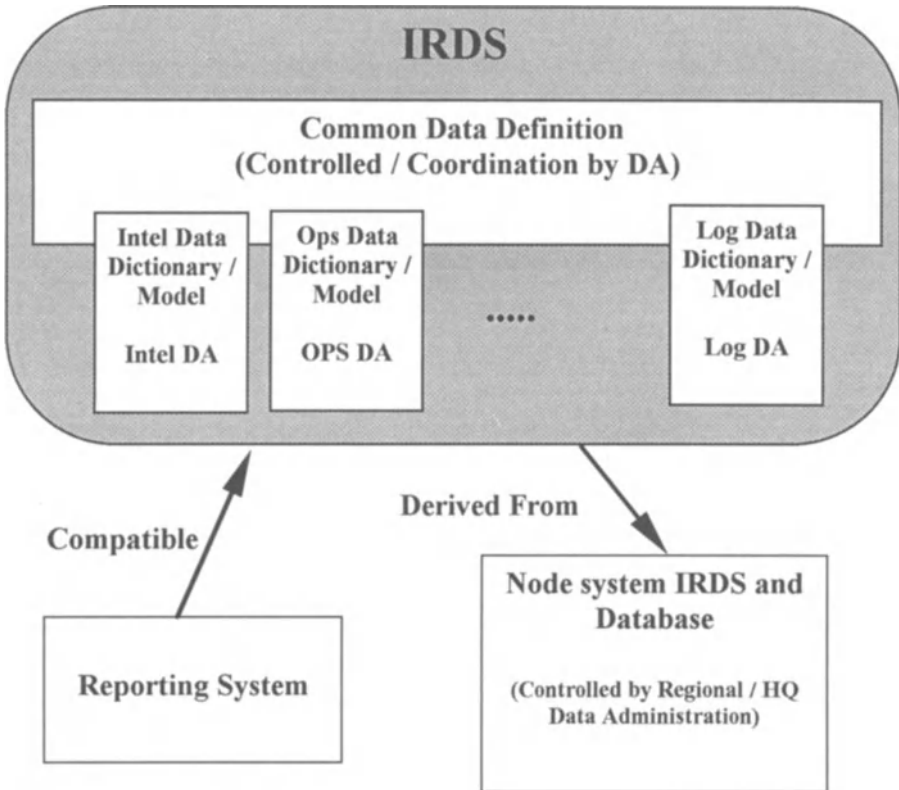 IRDS
Common Data Definition
(Controlled / Coordination by DA)
Intel Data
Dictionary /
Model
Intel DA
Ops Data
Dictionary /
Model
OPS DA
.....
Log Data
Dictionary /
Model
Log DA
Compatible
Derived From
Reporting System
Node system IRDS and
Database
(Controlled by Regional / HQ
Data Administration)